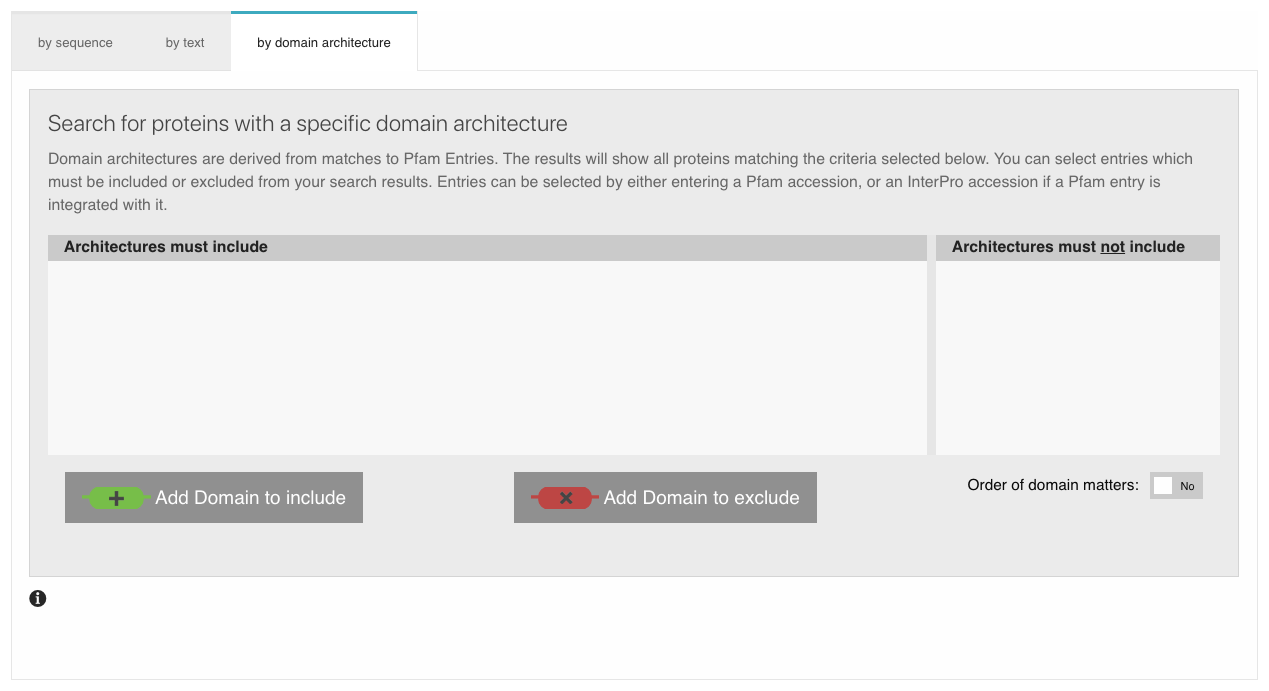 by sequence
by text
by domain architecture
Search for proteins with a specific domain architecture
Domain architectures are derived from matches to Pfam Entries. The results will show all proteins matching the criteria selected below. You can select entries which
must be included or excluded from your search results. Entries can be selected by either entering a Pfam accession, or an InterPro accession if a Pfam entry is
integrated with it.
Architectures must include
Architectures must not include
Add Domain to include
Add Domain to exclude
Order of domain matters:
No